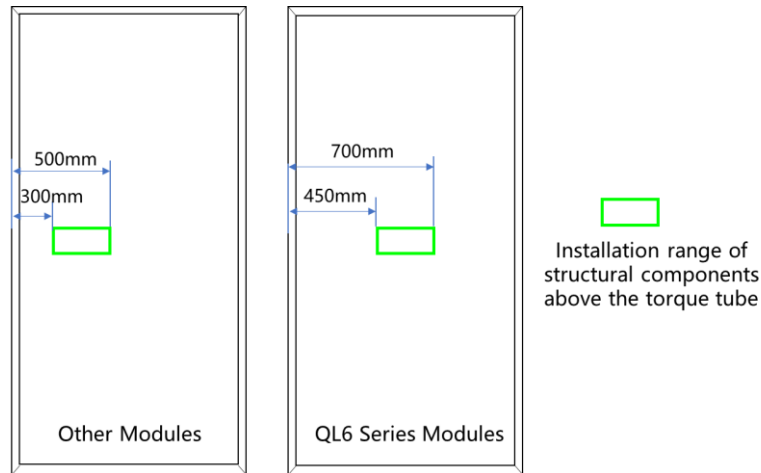 500mm
300mm
Other Modules
700mm
450mm
QL6 Series Modules
Installation range of
structural components
above the torque tube